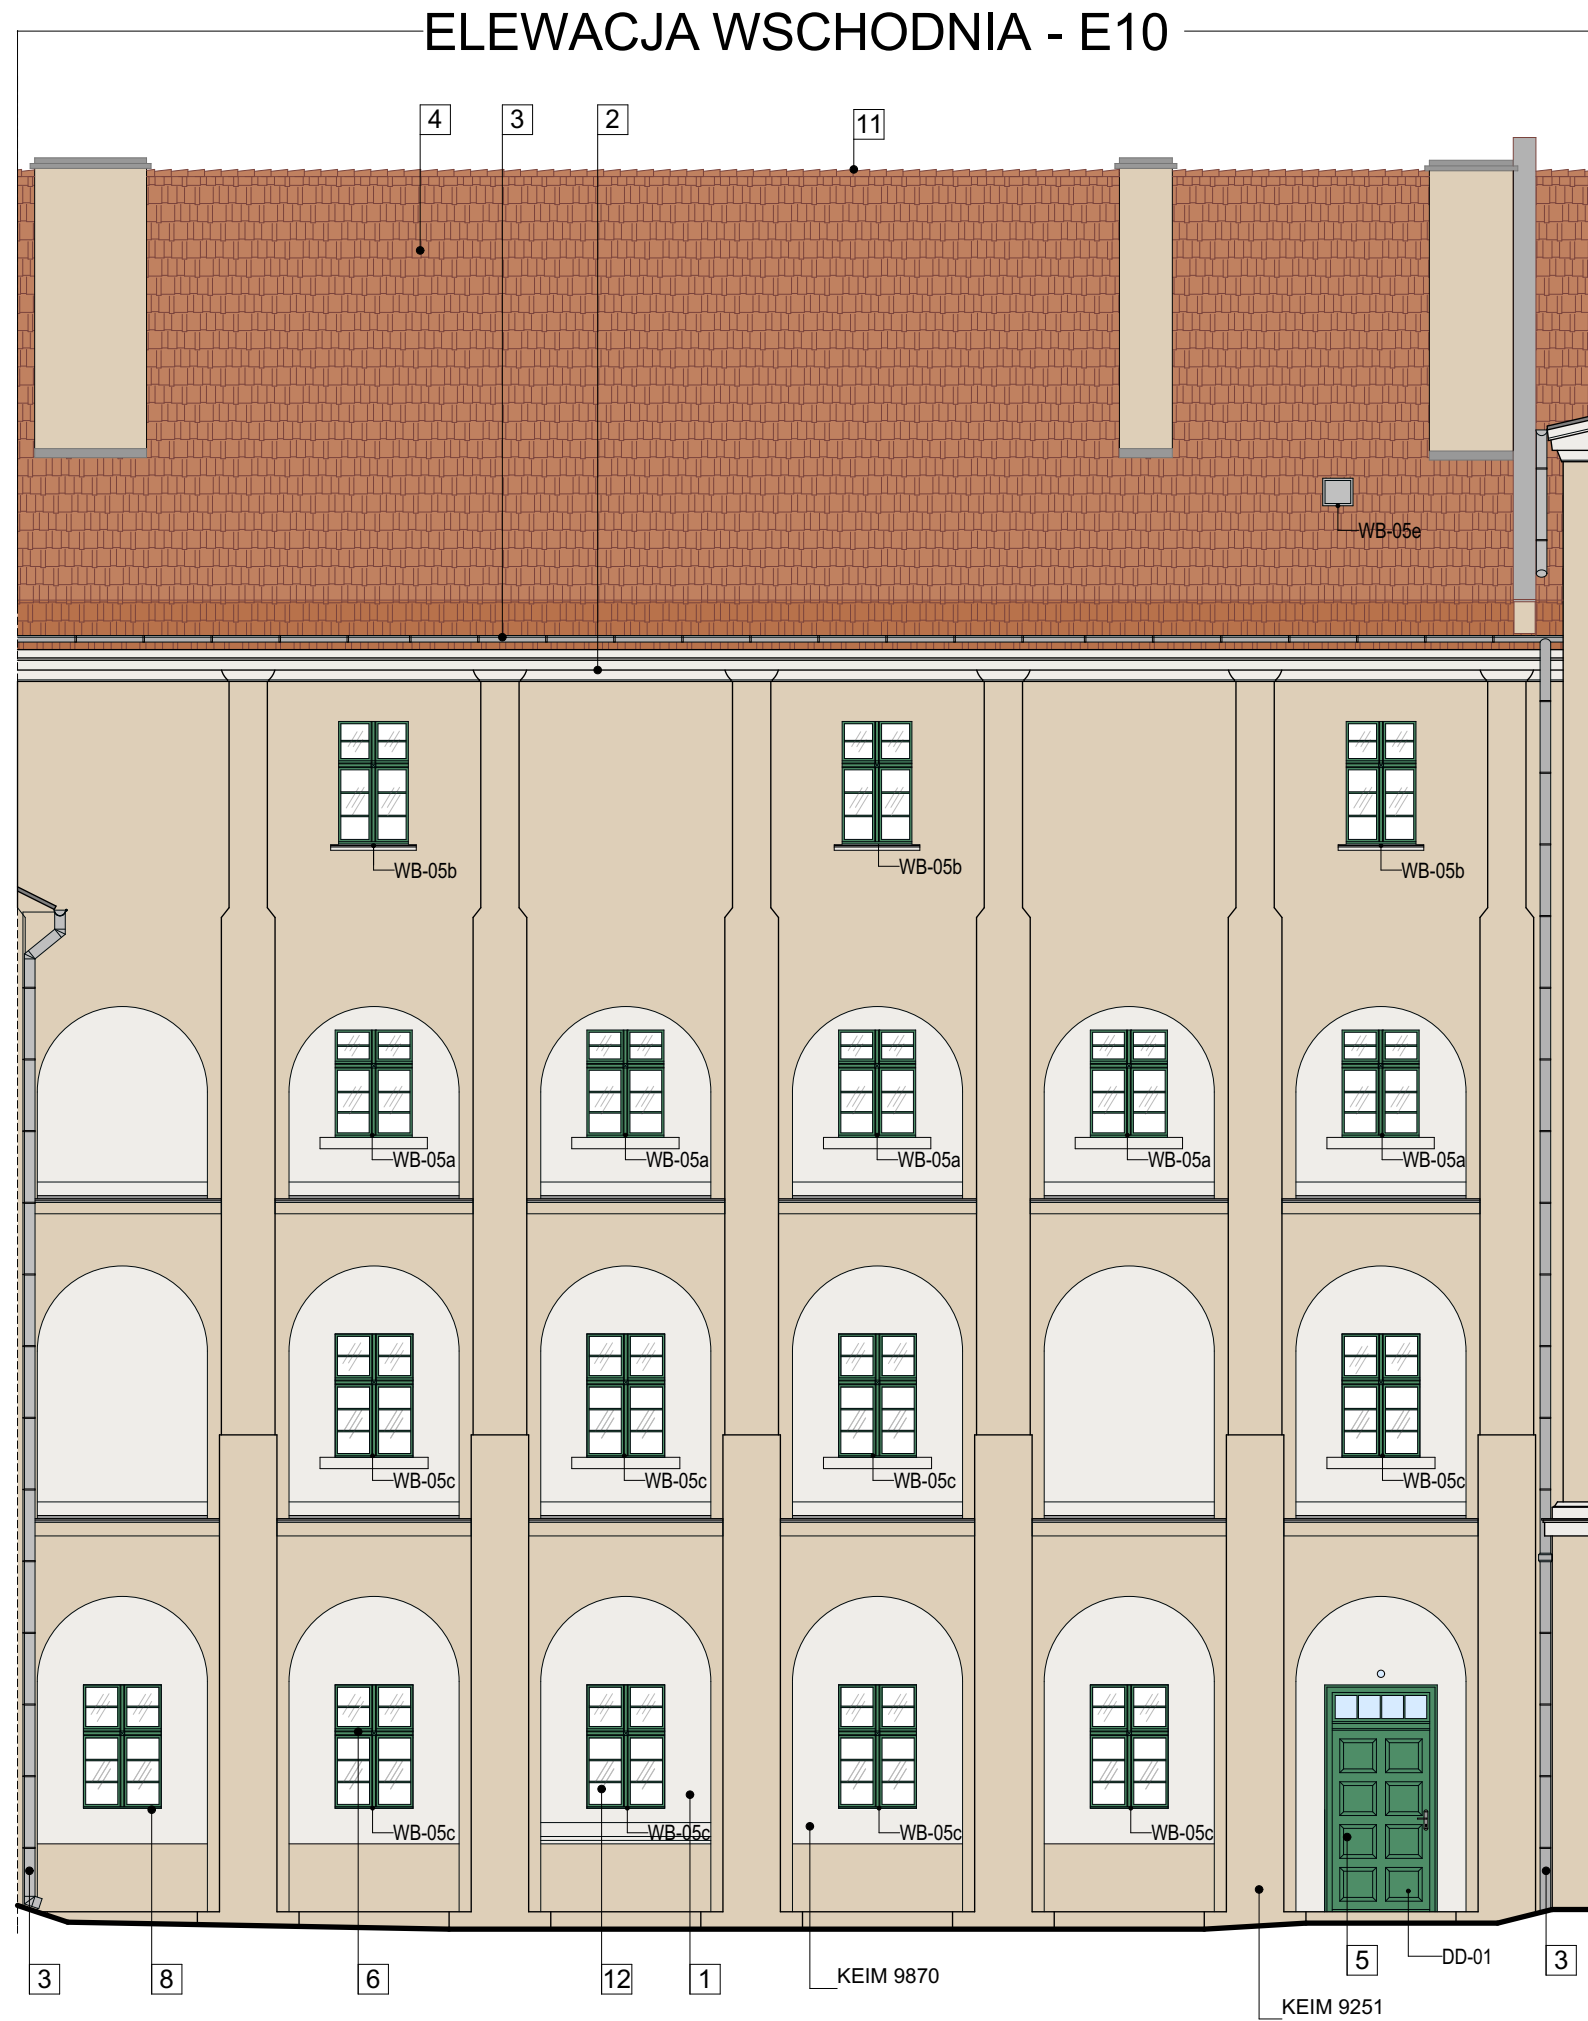 ELEWACJA WSCHODNIA - E10
4 3 2 11
WB-05e
WB-05b WB-05b WB-05b
WB-05a WB-05a WB-05a WB-05a WB-05a
WB-05c WB-05c WB-05c WB-05c
WB-05c WB-05c WB-05c WB-05c
3 8 6 12 1 KEIM 9870 5 DD-01 3
KEIM 9251